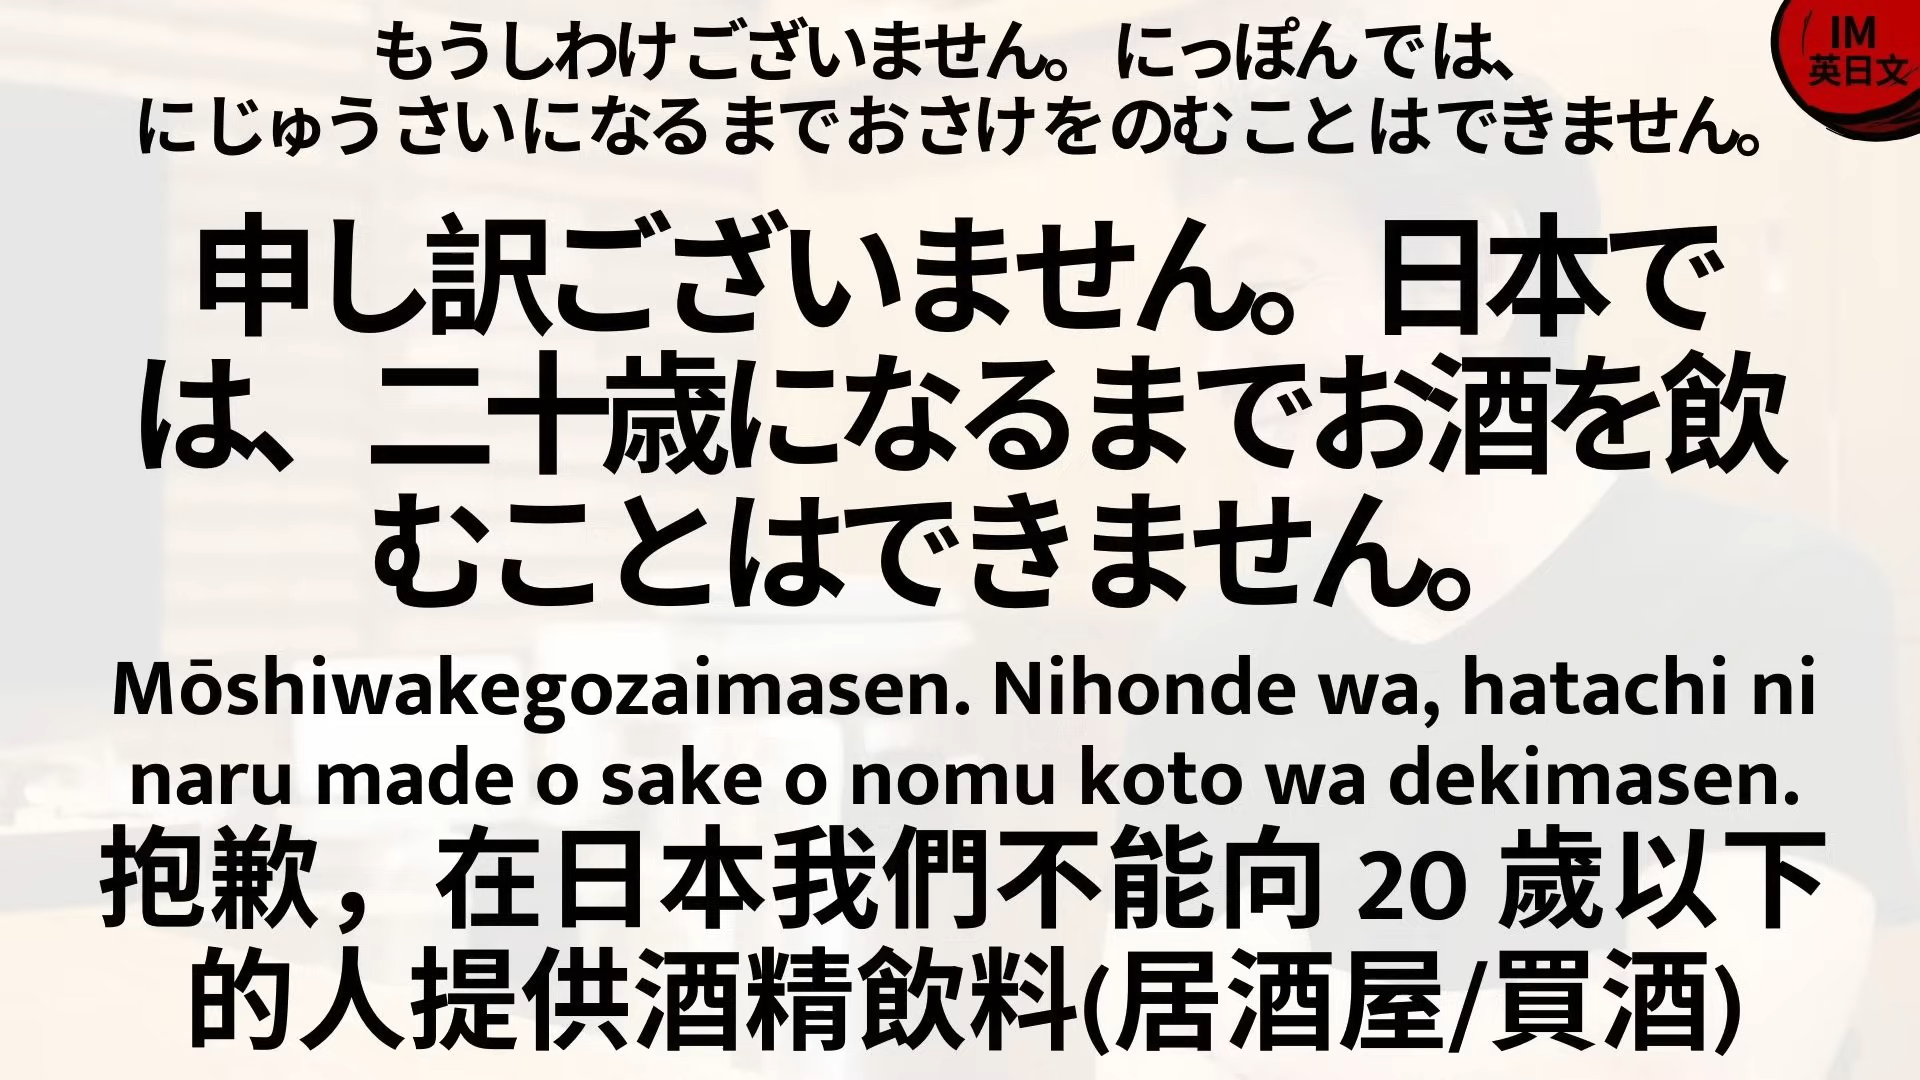 もうしわけございません。にっぽんでは、
にじゅうさいになるまでおさけをのむことはできません。
IM
英日文
申し訳ございません。日本で
は、二十歳になるまでお酒を飲
むことはできません。
Mōshiwakegozaimasen. Nihonde wa, hatachi ni
naru made o sake o nomu koto wa dekimasen.
抱歉，在日本我們不能向 20 歲以下
的人提供酒精飲料(居酒屋/買酒)